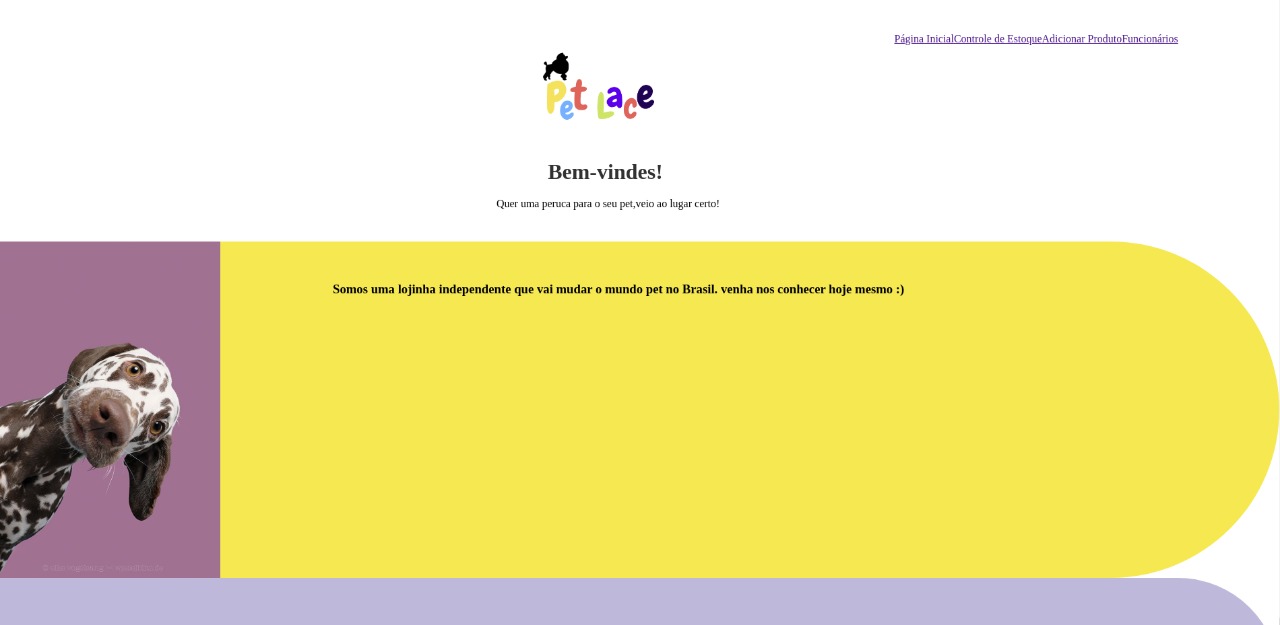 Página InicialControle de EstoqueAdicionar ProdutoFuncionários
Pet Lace
Bem-vindes!
Quer uma peruca para o seu pet,veio ao lugar certo!
Somos uma lojinha independente que vai mudar o mundo pet no Brasil. venha nos conhecer hoje mesmo :)